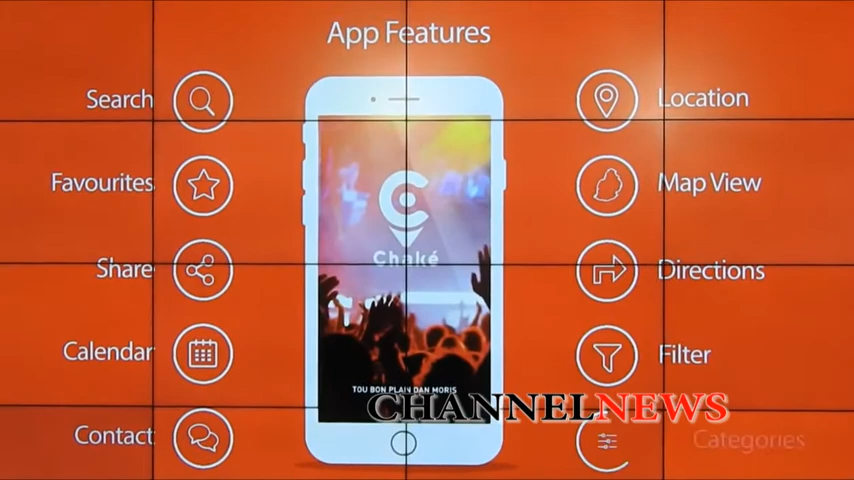 App Features
Search
Favourites
Share
Calendar
Contact
Chaké
TOU BON PLAIN DAN MORIS
Location
Map View
Directions
Filter
Categories
CHANNELNEWS